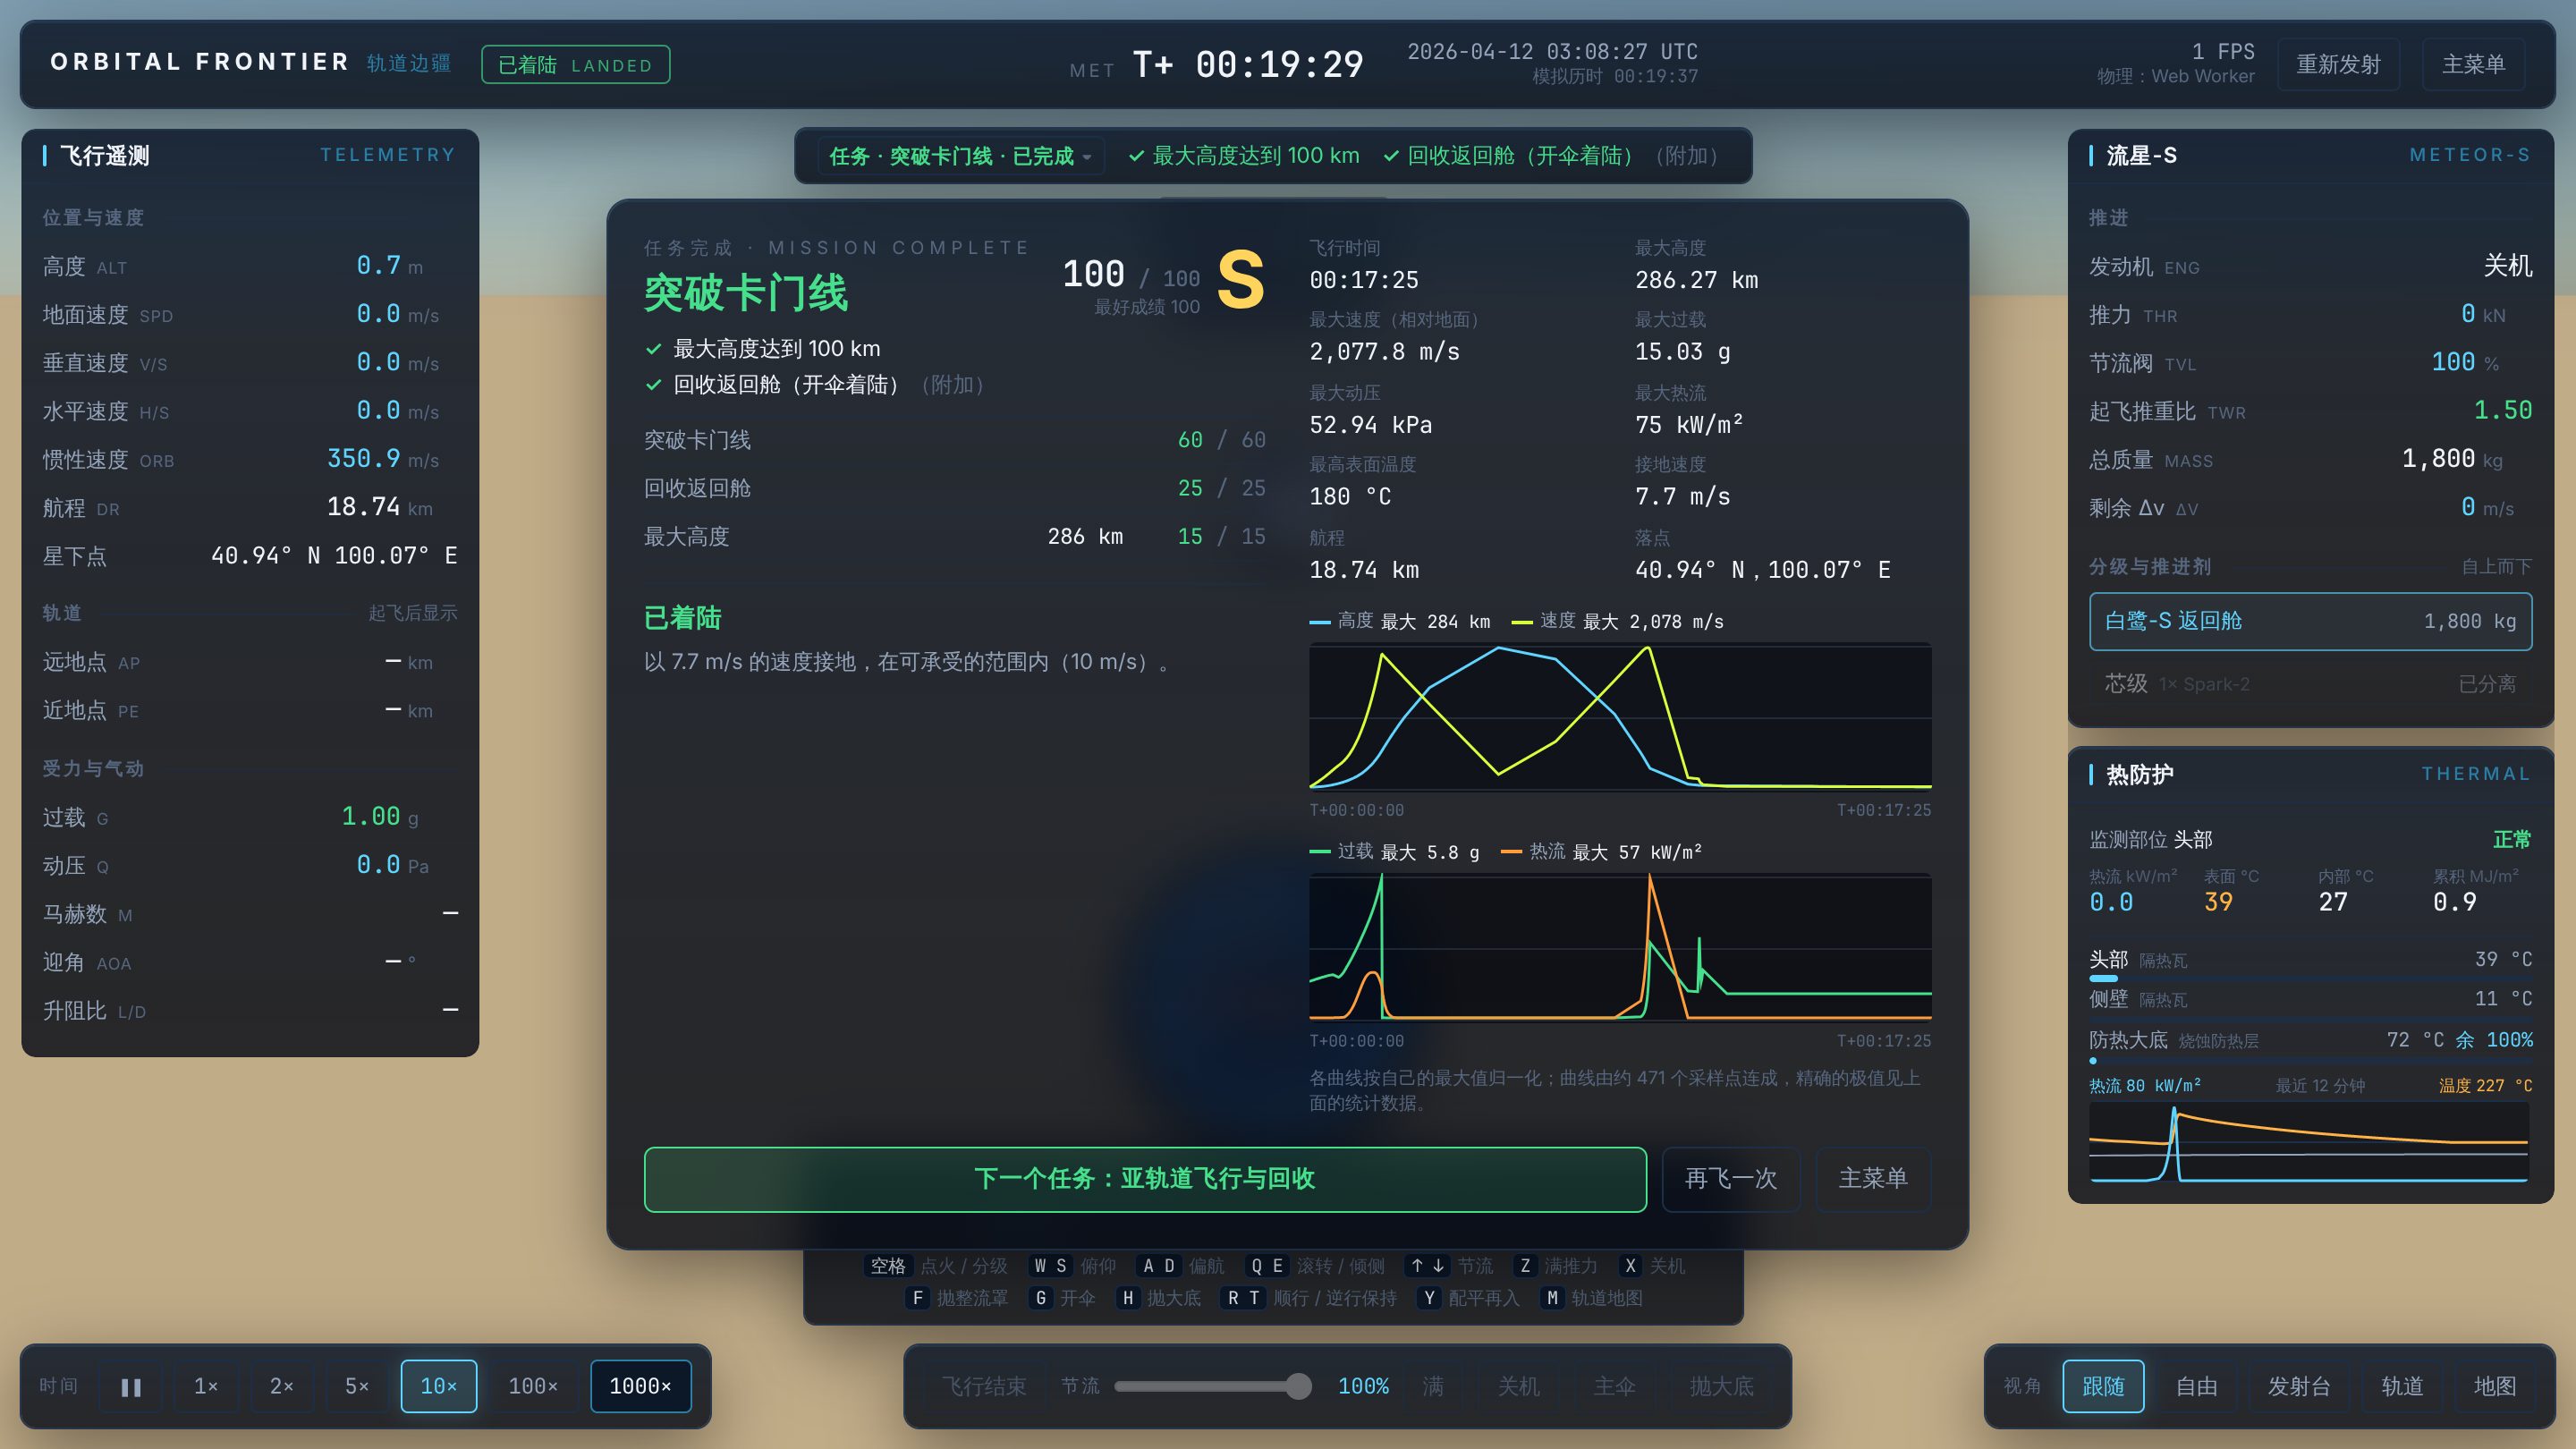 ORBITAL FRONTIER 轨道边疆 已着陆 LANDED
MET T+ 00:19:29
2026-04-12 03:08:27 UTC
模拟历时 00:19:37
1 FPS
物理：Web Worker
重新发射 主菜单
飞行遥测 TELEMETRY
位置与速度
高度 ALT 0.7 m
地面速度 SPD 0.0 m/s
垂直速度 V/S 0.0 m/s
水平速度 H/S 0.0 m/s
惯性速度 ORB 350.9 m/s
航程 DR 18.74 km
星下点 40.94° N 100.07° E
轨道 起飞后显示
远地点 AP — km
近地点 PE — km
受力与气动
过载 G 1.00 g
动压 Q 0.0 Pa
马赫数 M —
迎角 AOA — °
升阻比 L/D —
任务 · 突破卡门线 · 已完成 ✓ 最大高度达到 100 km ✓ 回收返回舱（开伞着陆）（附加）
任务完成 · MISSION COMPLETE
突破卡门线
100 / 100
最好成绩 100
S
✓ 最大高度达到 100 km
✓ 回收返回舱（开伞着陆）（附加）
突破卡门线 60 / 60
回收返回舱 25 / 25
最大高度 286 km 15 / 15
已着陆
以 7.7 m/s 的速度接地，在可承受的范围内（10 m/s）。
飞行时间 最大高度
00:17:25 286.27 km
最大速度（相对地面） 最大过载
2,077.8 m/s 15.03 g
最大动压 最大热流
52.94 kPa 75 kW/m²
最高表面温度 接地速度
180 °C 7.7 m/s
航程 落点
18.74 km 40.94° N，100.07° E
高度 最大 284 km 速度 最大 2,078 m/s
T+00:00:00 T+00:17:25
过载 最大 5.8 g 热流 最大 57 kW/m²
T+00:00:00 T+00:17:25
各曲线按自己的最大值归一化；曲线由约 471 个采样点连成，精确的极值见上
面的统计数据。
下一个任务：亚轨道飞行与回收 再飞一次 主菜单
空格 点火 / 分级 W S 俯仰 A D 偏航 Q E 滚转 / 倾侧 ↑ ↓ 节流 Z 满推力 X 关机
F 抛整流罩 G 开伞 H 抛大底 R T 顺行 / 逆行保持 Y 配平再入 M 轨道地图
流星-S METEOR-S
推进
发动机 ENG 关机
推力 THR 0 kN
节流阀 TVL 100 %
起飞推重比 TWR 1.50
总质量 MASS 1,800 kg
剩余 Δv ΔV 0 m/s
分级与推进剂 自上而下
白鹭-S 返回舱 1,800 kg
芯级 1× Spark-2 已分离
热防护 THERMAL
监测部位 头部 正常
热流 kW/m² 表面 °C 内部 °C 累积 MJ/m²
0.0 39 27 0.9
头部 隔热瓦 39 °C
侧壁 隔热瓦 11 °C
防热大底 烧蚀防热层 72 °C 余 100%
热流 80 kW/m² 最近 12 分钟 温度 227 °C
时间 1× 2× 5× 10× 100× 1000×
飞行结束 节流 100% 满 关机 主伞 抛大底
视角 跟随 自由 发射台 轨道 地图